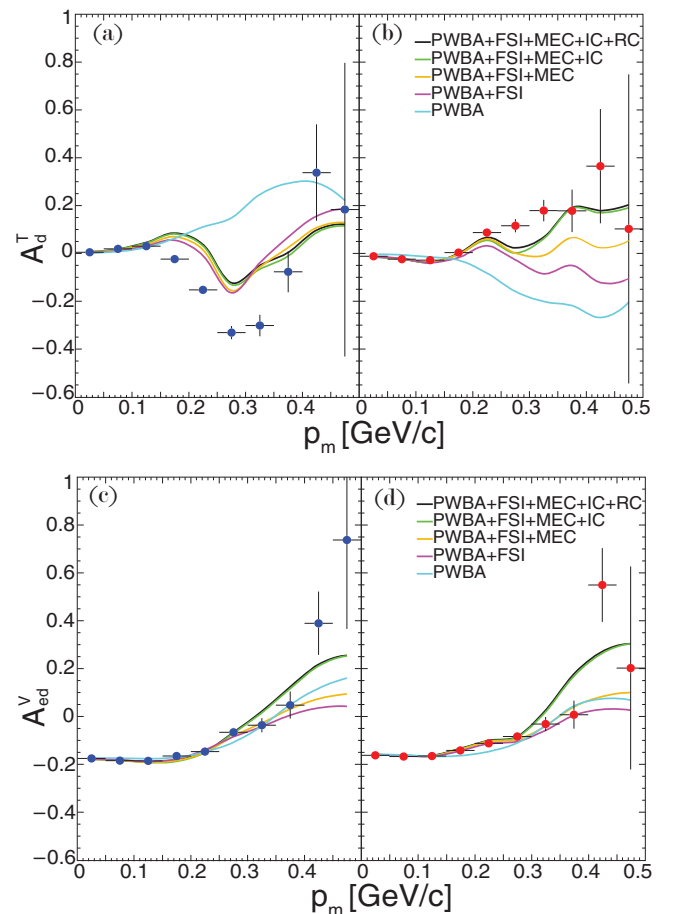 (a)
(b)
PWBA+FSI+MEC+IC+RC
PWBA+FSI+MEC+IC
PWBA+FSI+MEC
PWBA+FSI
PWBA
1
0.8
0.6
0.4
0.2
0
−0.2
−0.4
−0.6
A_d^T
0 0.1 0.2 0.3 0.4 0 0.1 0.2 0.3 0.4 0.5
p_m [GeV/c] p_m [GeV/c]
(c)
(d)
PWBA+FSI+MEC+IC+RC
PWBA+FSI+MEC+IC
PWBA+FSI+MEC
PWBA+FSI
PWBA
1
0.8
0.6
0.4
0.2
0
−0.2
−0.4
−0.6
A_ed^V
0 0.1 0.2 0.3 0.4 0 0.1 0.2 0.3 0.4 0.5
p_m [GeV/c] p_m [GeV/c]